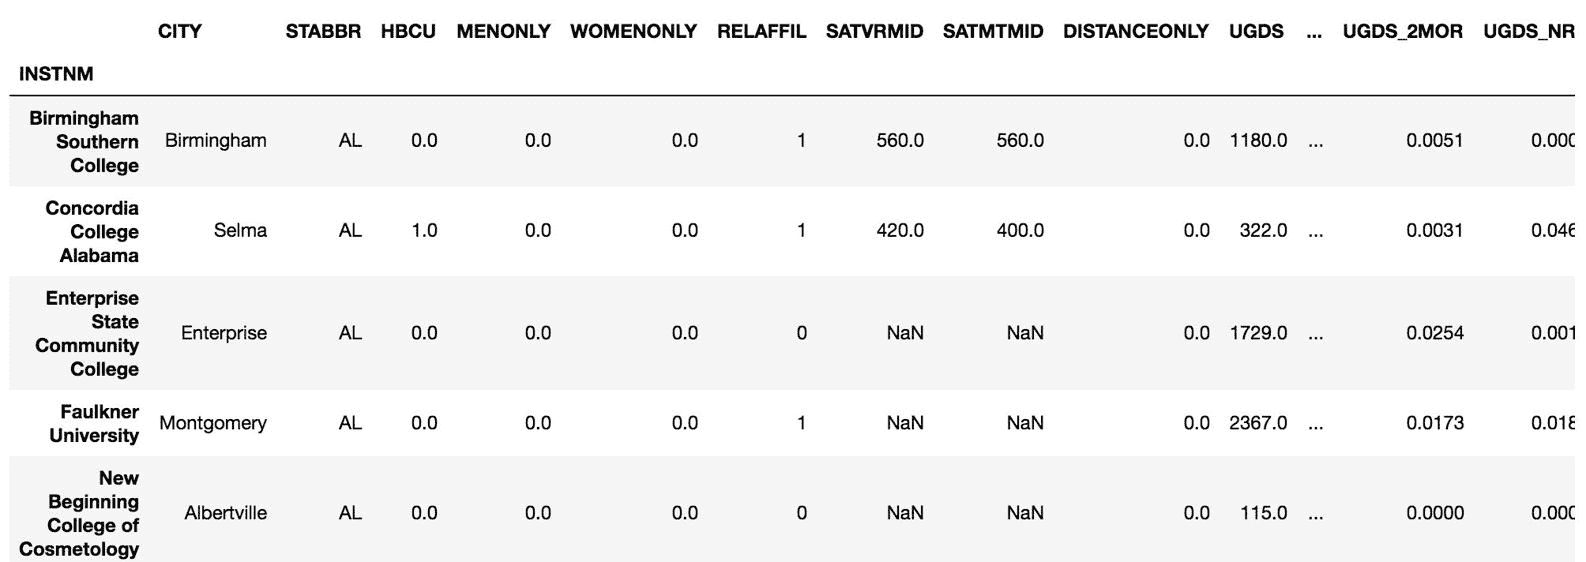 CITY STABBR HBCU MENONLY WOMENONLY RELAFFIL SATVRMID SATMTMID DISTANCEONLY UGDS ... UGDS_2MOR UGDS_NR
INSTNM
Birmingham
Southern
College
Birmingham AL 0.0 0.0 0.0 1 560.0 560.0 0.0 1180.0 ... 0.0051 0.000
Concordia
College
Alabama
Selma AL 1.0 0.0 0.0 1 420.0 400.0 0.0 322.0 ... 0.0031 0.046
Enterprise
State
Community
College
Enterprise AL 0.0 0.0 0.0 0 NaN NaN 0.0 1729.0 ... 0.0254 0.001
Faulkner
University
Montgomery AL 0.0 0.0 0.0 1 NaN NaN 0.0 2367.0 ... 0.0173 0.018
New
Beginning
College of
Cosmetology
Albertville AL 0.0 0.0 0.0 0 NaN NaN 0.0 115.0 ... 0.0000 0.000